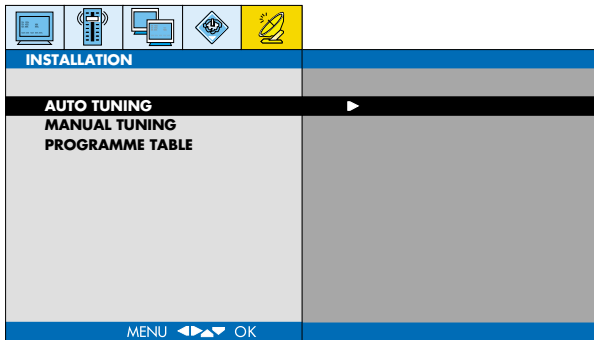 INSTALLATION
AUTO TUNING
MANUAL TUNING
PROGRAMME TABLE
MENU OK